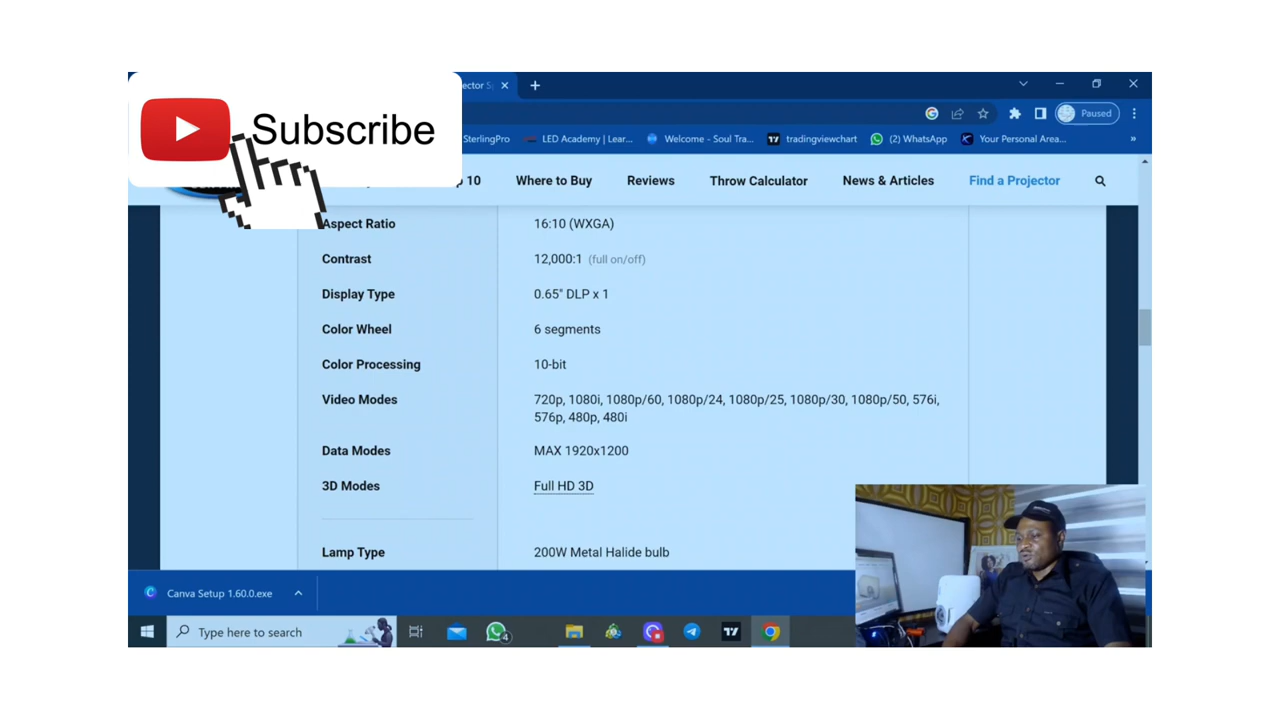 ector S
Subscribe
Paused
SterlingPro
LED Academy | Lear...
Welcome - Soul Tra...
tradingviewchart
(2) WhatsApp
Your Personal Area...
10
Where to Buy
Reviews
Throw Calculator
News & Articles
Find a Projector
Aspect Ratio 16:10 (WXGA)
Contrast 12,000:1 (full on/off)
Display Type 0.65" DLP x 1
Color Wheel 6 segments
Color Processing 10-bit
Video Modes 720p, 1080i, 1080p/60, 1080p/24, 1080p/25, 1080p/30, 1080p/50, 576i,
576p, 480p, 480i
Data Modes MAX 1920x1200
3D Modes Full HD 3D
Lamp Type 200W Metal Halide bulb
Canva Setup 1.60.0.exe
Type here to search
4